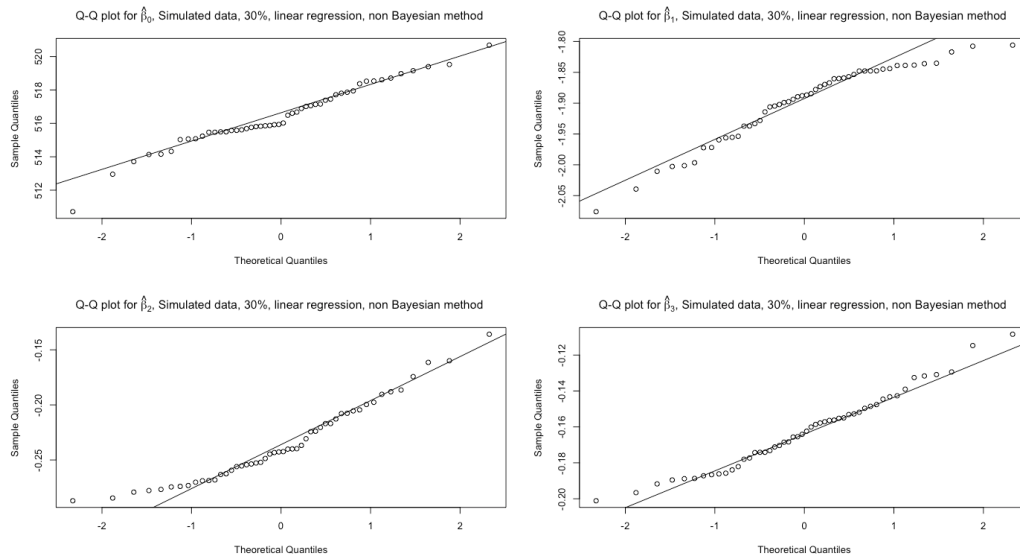 Q-Q plot for β̂₀, Simulated data, 30%, linear regression, non Bayesian method
Sample Quantiles
520
518
516
514
512
-2 -1 0 1 2
Theoretical Quantiles
Q-Q plot for β̂₁, Simulated data, 30%, linear regression, non Bayesian method
Sample Quantiles
-1.80
-1.85
-1.90
-1.95
-2.00
-2.05
-2 -1 0 1 2
Theoretical Quantiles
Q-Q plot for β̂₂, Simulated data, 30%, linear regression, non Bayesian method
Sample Quantiles
-0.15
-0.20
-0.25
-2 -1 0 1 2
Theoretical Quantiles
Q-Q plot for β̂₃, Simulated data, 30%, linear regression, non Bayesian method
Sample Quantiles
-0.12
-0.14
-0.16
-0.18
-0.20
-2 -1 0 1 2
Theoretical Quantiles